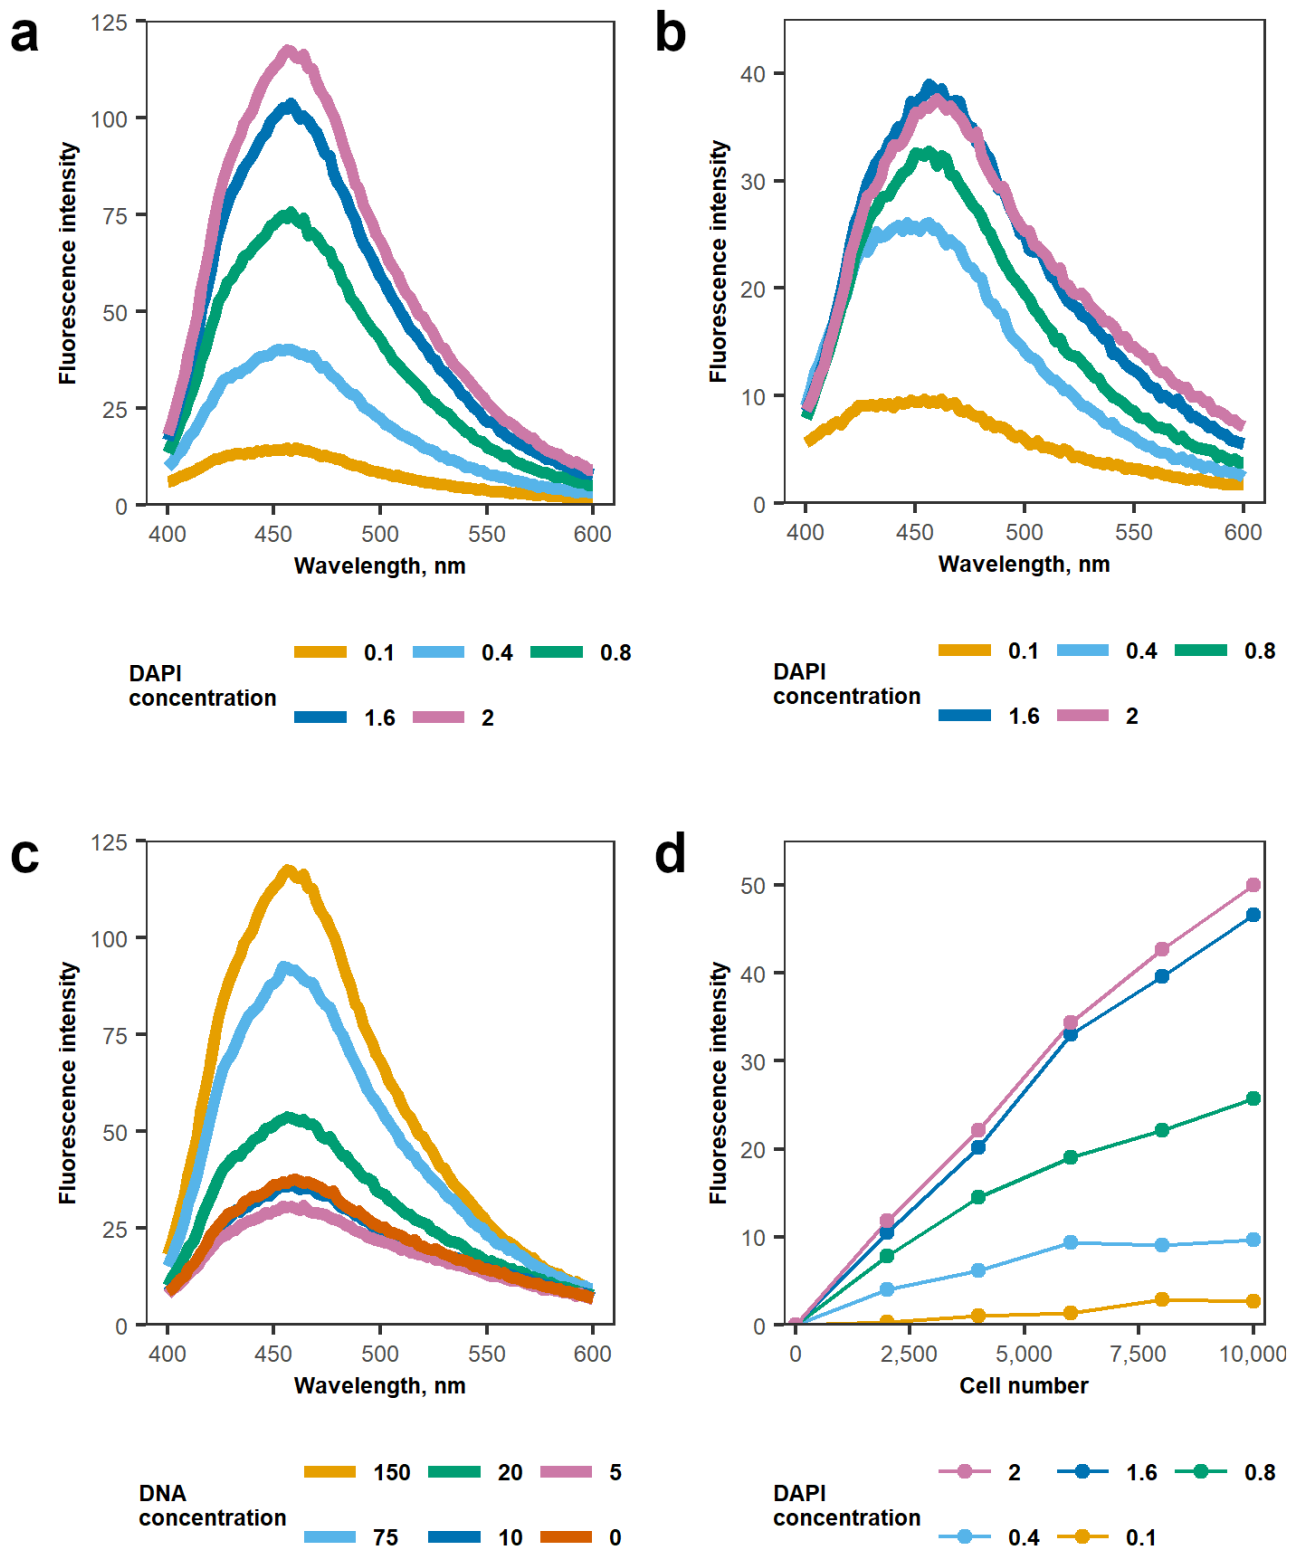 a
125
100
75
50
25
0
Fluorescence intensity
400 450 500 550 600
Wavelength, nm
DAPI
concentration
0.1 0.4 0.8
1.6 2
b
40
30
20
10
0
Fluorescence intensity
400 450 500 550 600
Wavelength, nm
DAPI
concentration
0.1 0.4 0.8
1.6 2
c
125
100
75
50
25
0
Fluorescence intensity
400 450 500 550 600
Wavelength, nm
DNA
concentration
150 20 5
75 10 0
d
50
40
30
20
10
0
Fluorescence intensity
0 2,500 5,000 7,500 10,000
Cell number
DAPI
concentration
2 1.6 0.8
0.4 0.1